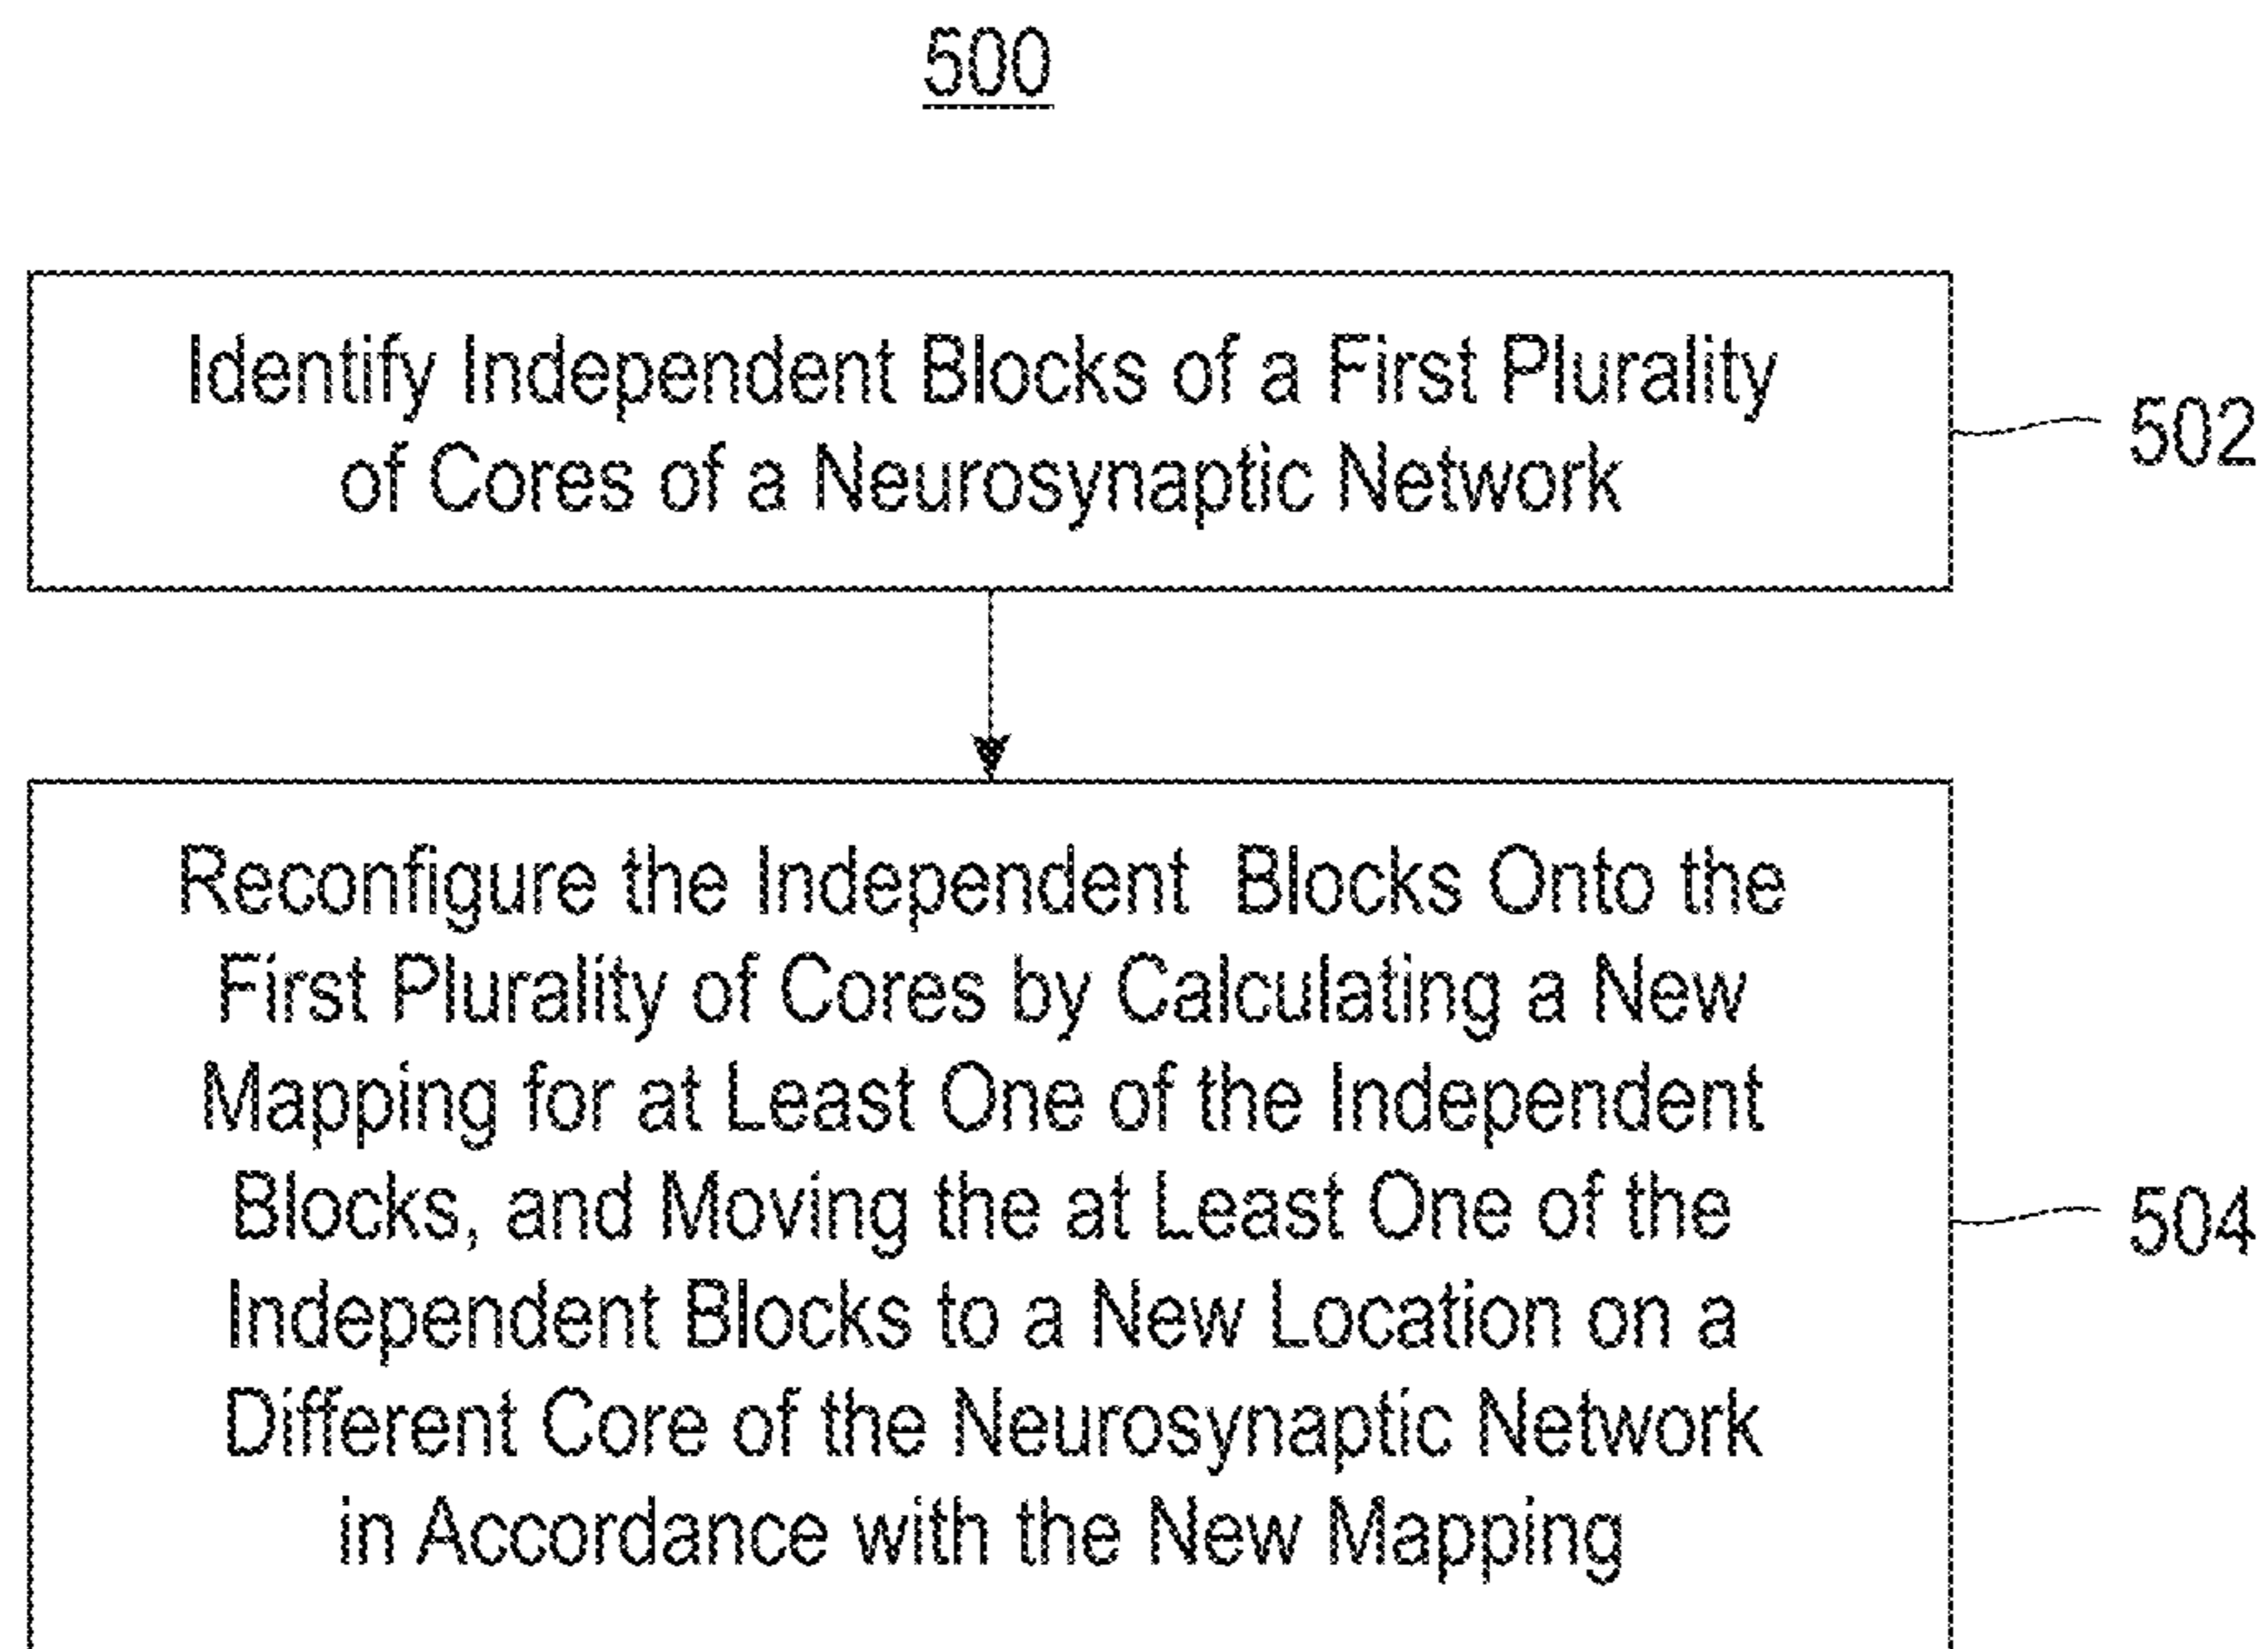 500
Identify Independent Blocks of a First Plurality
of Cores of a Neurosynaptic Network
502
Reconfigure the Independent Blocks Onto the
First Plurality of Cores by Calculating a New
Mapping for at Least One of the Independent
Blocks, and Moving the at Least One of the
Independent Blocks to a New Location on a
Different Core of the Neurosynaptic Network
in Accordance with the New Mapping
504